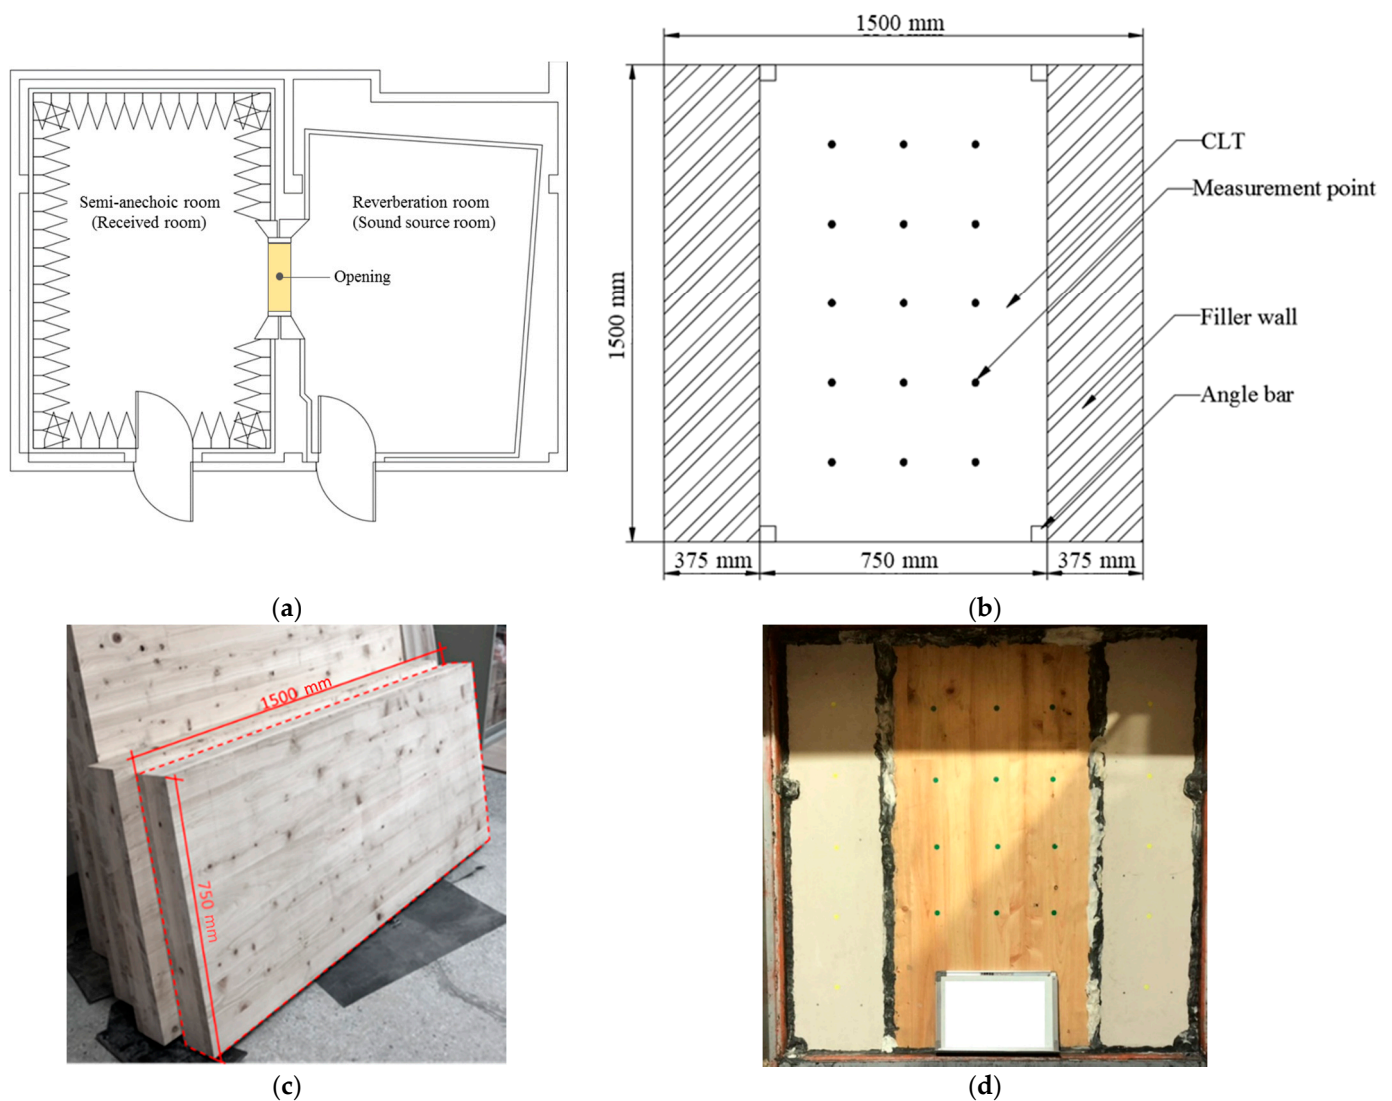 Semi-anechoic room
(Received room)
Reverberation room
(Sound source room)
Opening
(a)
1500 mm
1500 mm
CLT
Measurement point
Filler wall
Angle bar
375 mm
750 mm
375 mm
(b)
1500 mm
750 mm
(c)
(d)